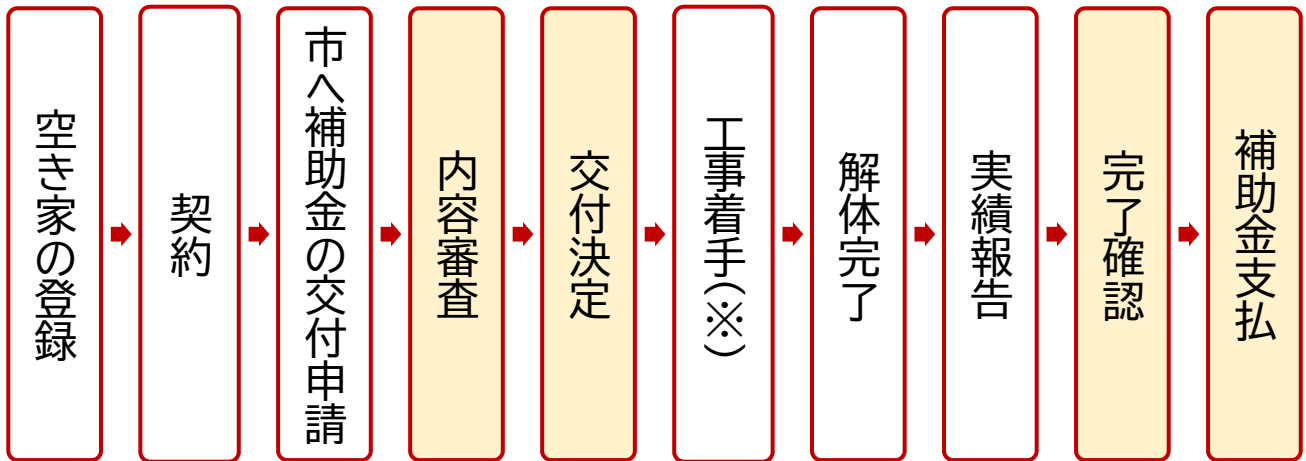 空き家の登録
契約
市へ補助金の交付申請
内容審査
交付決定
工事着手(※)
解体完了
実績報告
完了確認
補助金支払